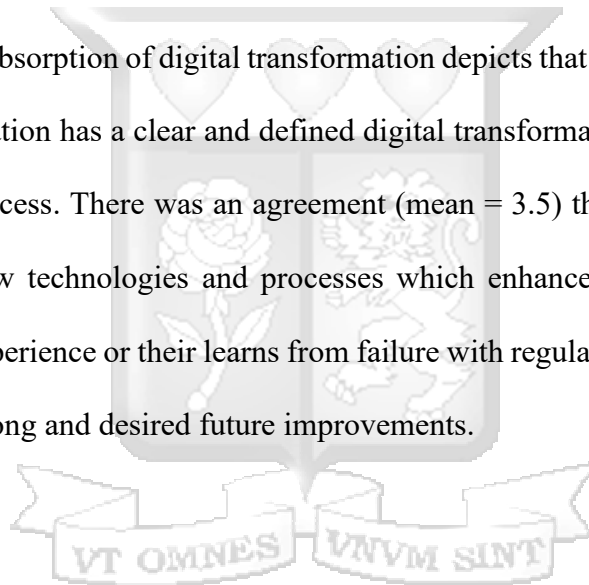 bsorption of digital transformation depicts that
ation has a clear and defined digital transforma
cess. There was an agreement (mean = 3.5) th
w technologies and processes which enhance
perience or their learns from failure with regula
ong and desired future improvements.
VT OMNES VNVM SINT